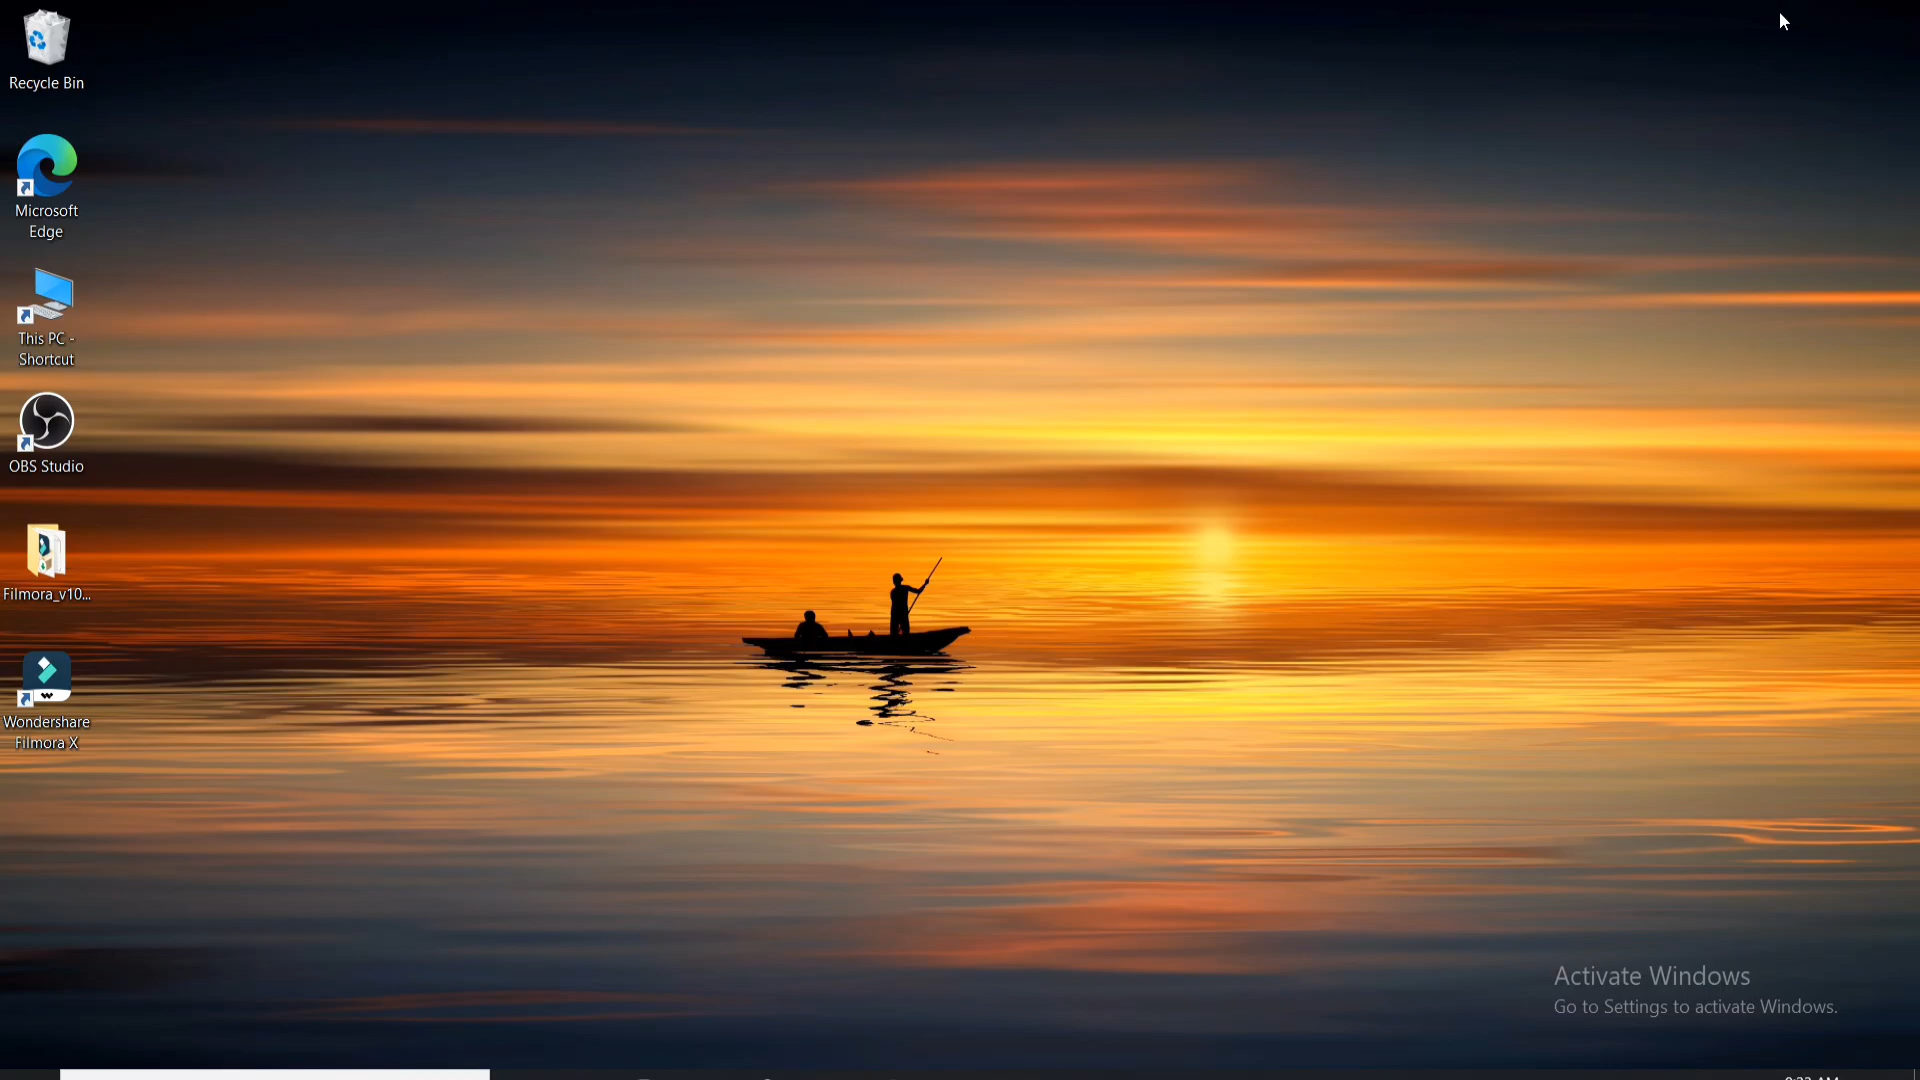 Recycle Bin
Microsoft
Edge
This PC -
Shortcut
OBS Studio
Filmora_v10...
Wondershare
Filmora X
Activate Windows
Go to Settings to activate Windows.